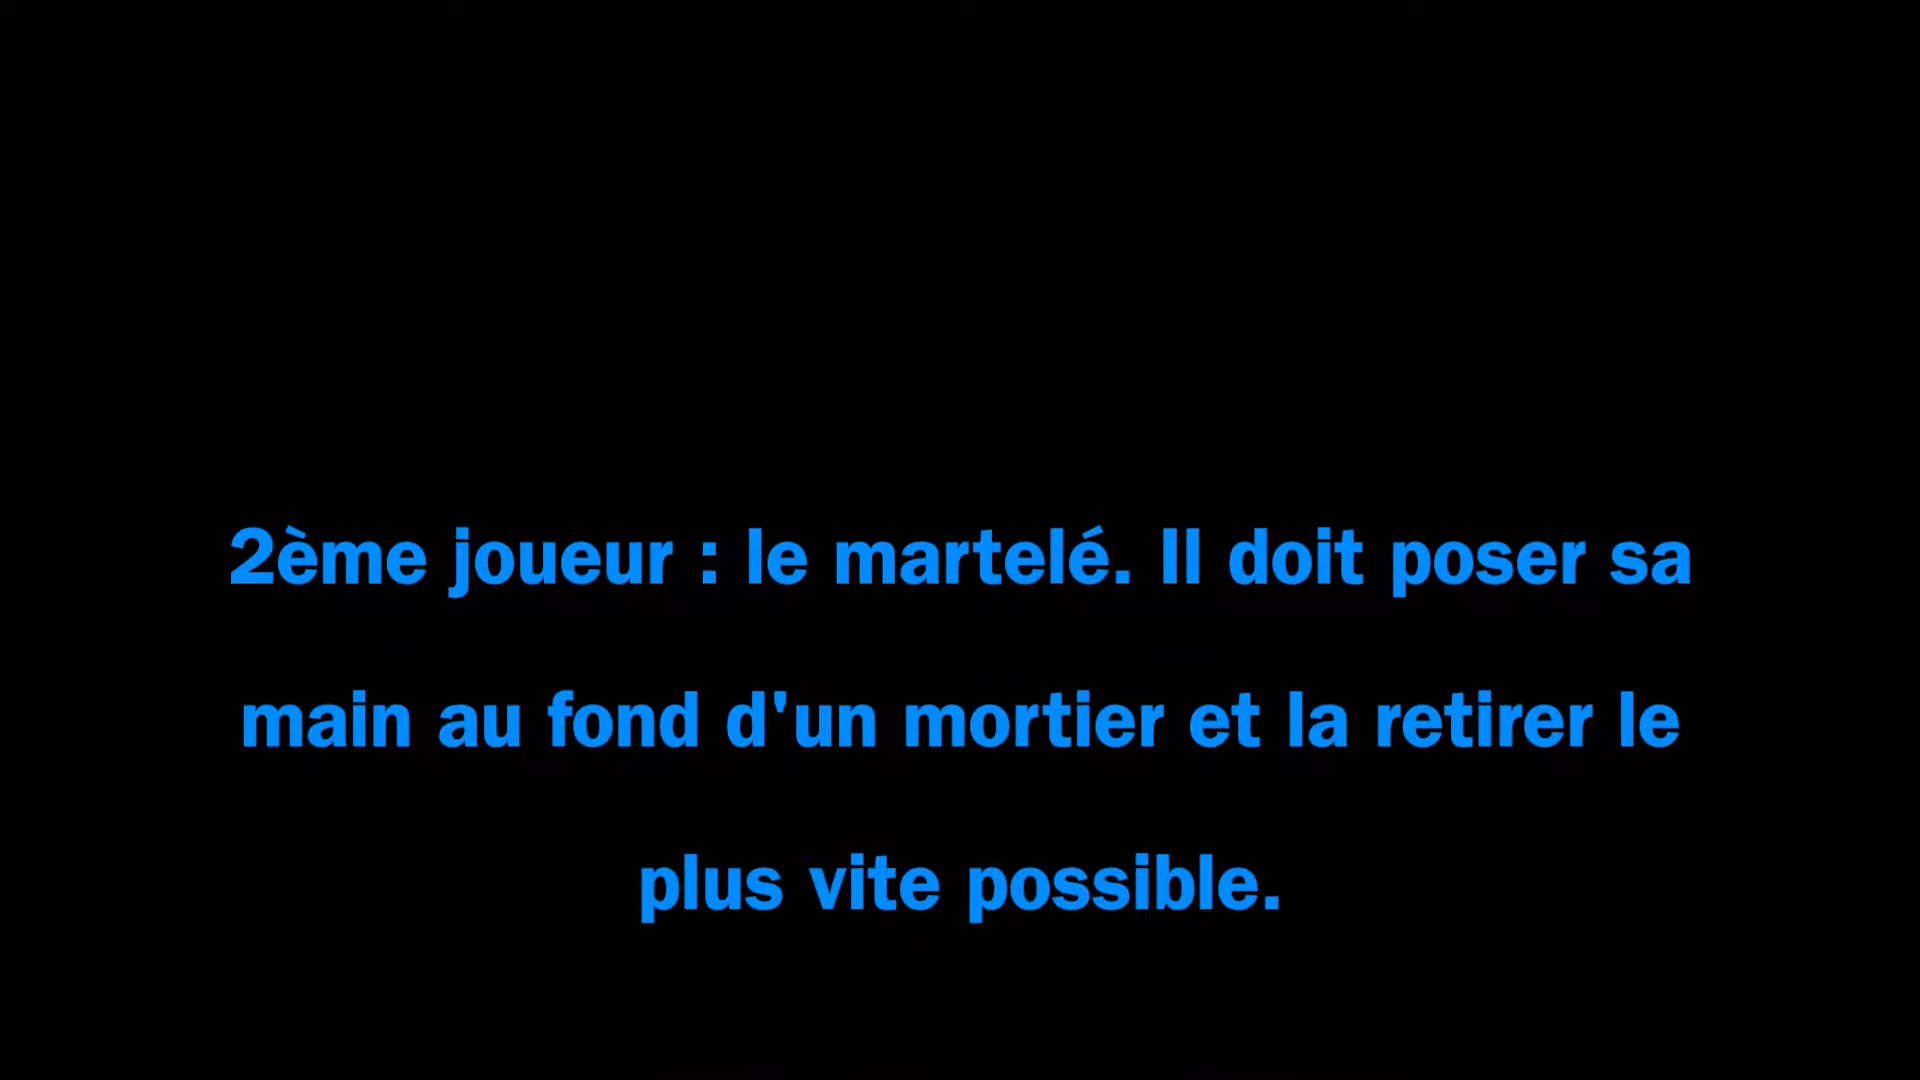 2ème joueur : le martelé. Il doit poser sa
main au fond d'un mortier et la retirer le
plus vite possible.